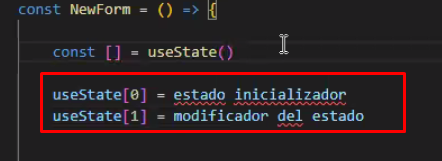 const NewForm = () => {
const [] = useState()
useState[0] = estado inicializador
useState[1] = modificador del estado